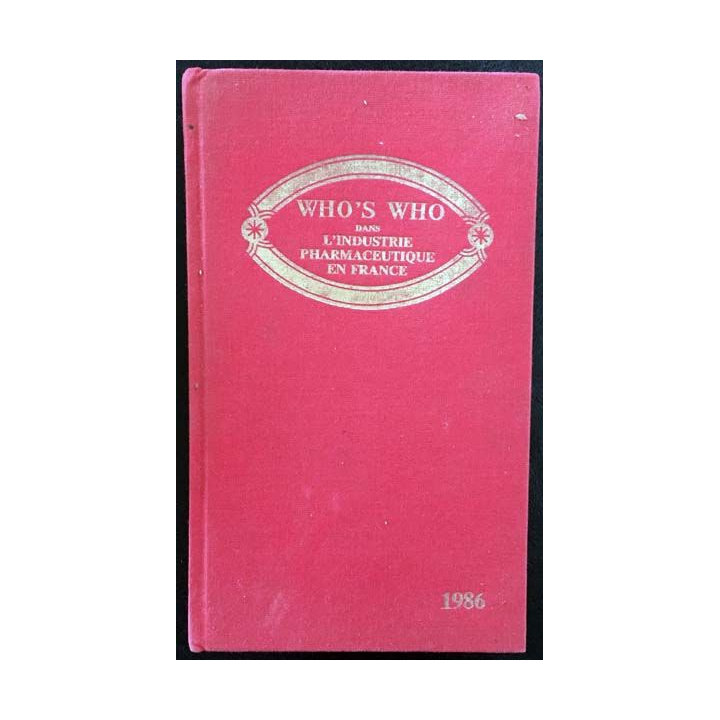 WHO'S WHO
DANS
L'INDUSTRIE
PHARMACEUTIQUE
EN FRANCE
1986